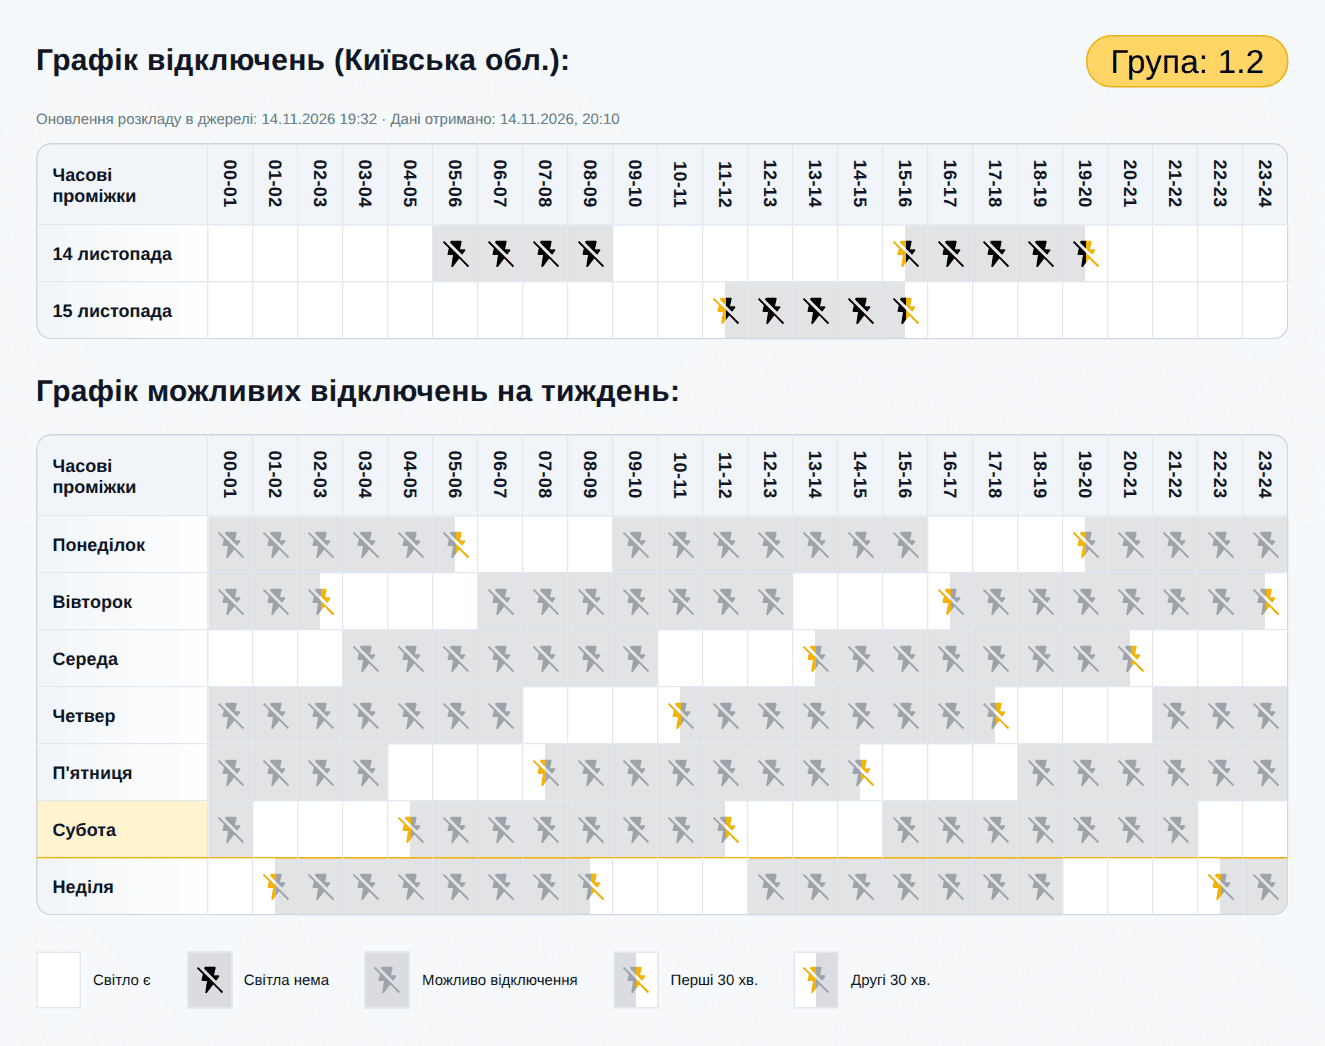 Графік відключень (Київська обл.):
Група: 1.2
Оновлення розкладу в джерелі: 14.11.2026 19:32 · Дані отримано: 14.11.2026, 20:10
Часові проміжки 00-01 01-02 02-03 03-04 04-05 05-06 06-07 07-08 08-09 09-10 10-11 11-12 12-13 13-14 14-15 15-16 16-17 17-18 18-19 19-20 20-21 21-22 22-23 23-24
14 листопада
15 листопада
Графік можливих відключень на тиждень:
Часові проміжки 00-01 01-02 02-03 03-04 04-05 05-06 06-07 07-08 08-09 09-10 10-11 11-12 12-13 13-14 14-15 15-16 16-17 17-18 18-19 19-20 20-21 21-22 22-23 23-24
Понеділок
Вівторок
Середа
Четвер
П'ятниця
Субота
Неділя
Світло є Світла нема Можливо відключення Перші 30 хв. Другі 30 хв.